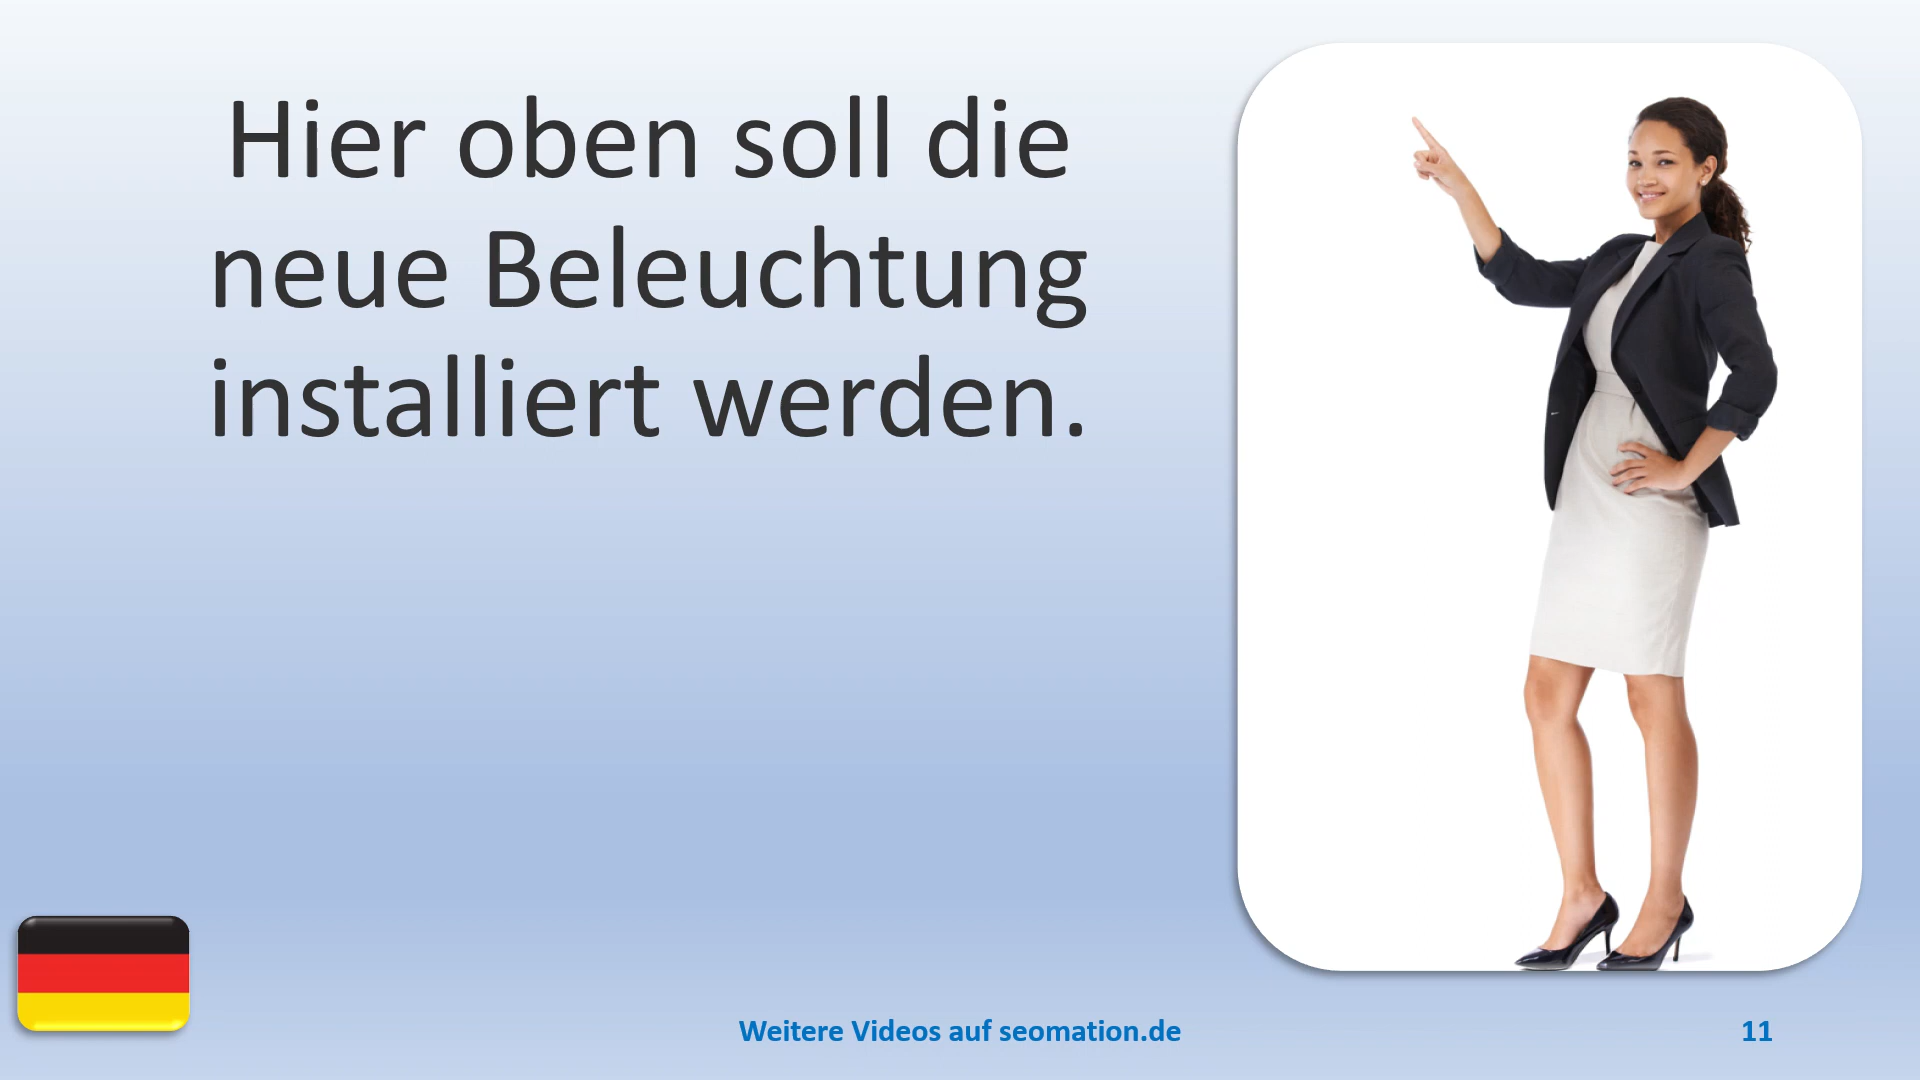 Hier oben soll die
neue Beleuchtung
installiert werden.
Weitere Videos auf seomation.de
11